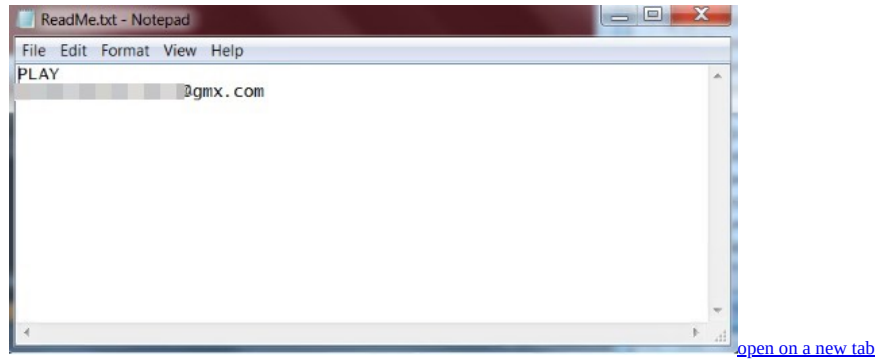 ReadMe.txt - Notepad
File Edit Format View Help
PLAY
@gmx.com
open on a new tab